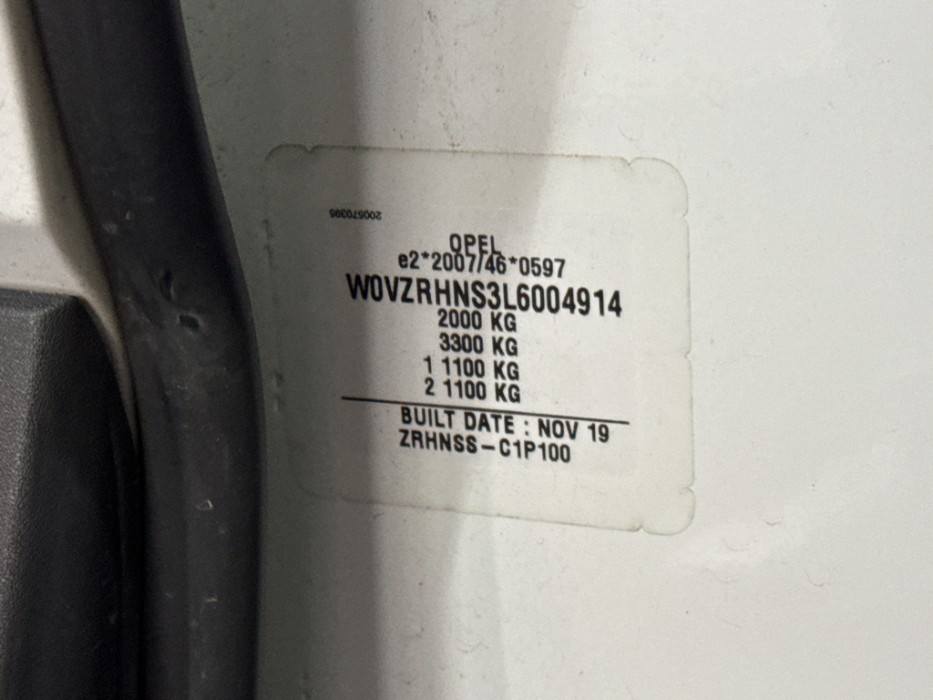 200570395
OPEL
e2*2007/46*0597
W0VZRHNS3L6004914
2000 KG
3300 KG
1 1100 KG
2 1100 KG
BUILT DATE : NOV 19
ZRHNSS-C1P100